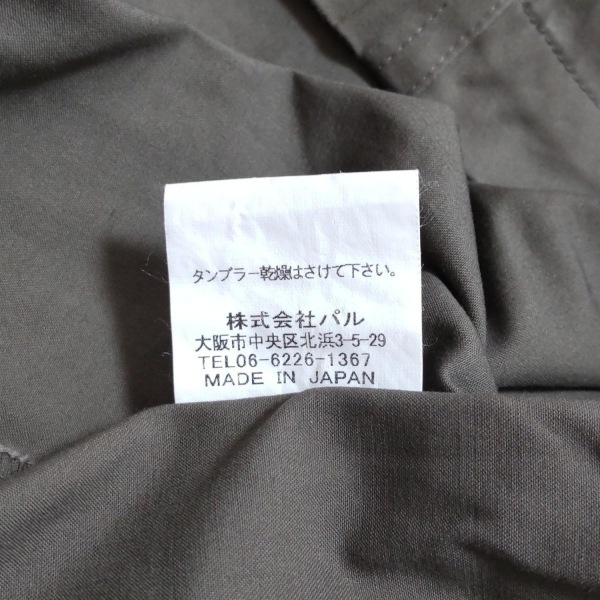 タンブラー乾燥はさけて下さい。
株式会社パル
大阪市中央区北浜3-5-29
TEL06-6226-1367
MADE IN JAPAN